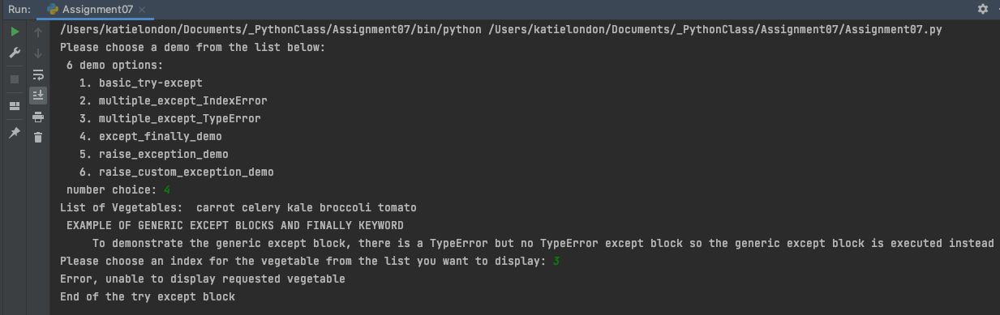 Run: Assignment07
/Users/katielondon/Documents/_PythonClass/Assignment07/bin/python /Users/katielondon/Documents/_PythonClass/Assignment07/Assignment07.py
Please choose a demo from the list below:
6 demo options:
1. basic_try-except
2. multiple_except_IndexError
3. multiple_except_TypeError
4. except_finally_demo
5. raise_exception_demo
6. raise_custom_exception_demo
number choice: 4
List of Vegetables:  carrot celery kale broccoli tomato
EXAMPLE OF GENERIC EXCEPT BLOCKS AND FINALLY KEYWORD
To demonstrate the generic except block, there is a TypeError but no TypeError except block so the generic except block is executed instead
Please choose an index for the vegetable from the list you want to display: 3
Error, unable to display requested vegetable
End of the try except block